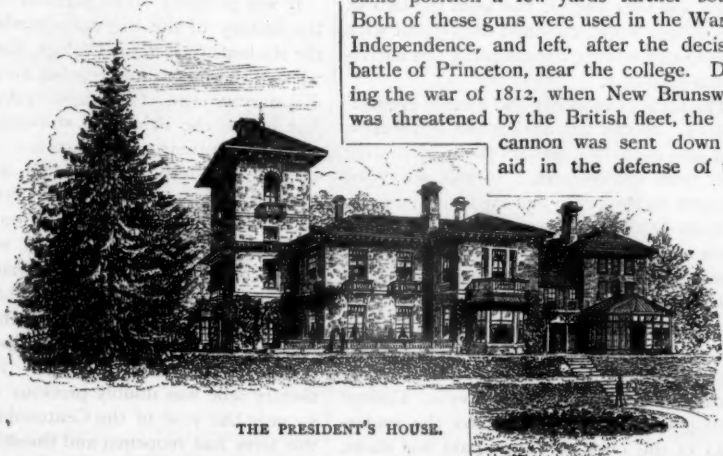 same position a few yards
Both of these guns were used in the War
Independence, and left, after the decis
battle of Princeton, near the college. D
ing the war of 1812, when New Brunsw
was threatened by the British fleet, the
cannon was sent down
aid in the defense of
THE PRESIDENT'S HOUSE.